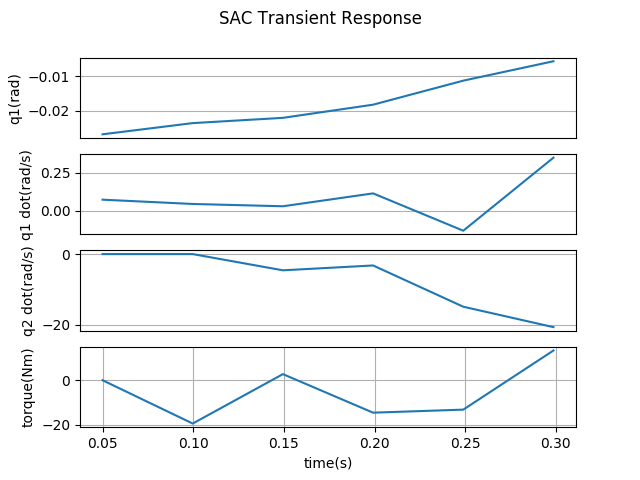 SAC Transient Response
q1(rad)
−0.01
−0.02
q1 dot(rad/s)
0.25
0.00
q2 dot(rad/s)
0
−20
torque(Nm)
0
−20
0.05 0.10 0.15 0.20 0.25 0.30
time(s)